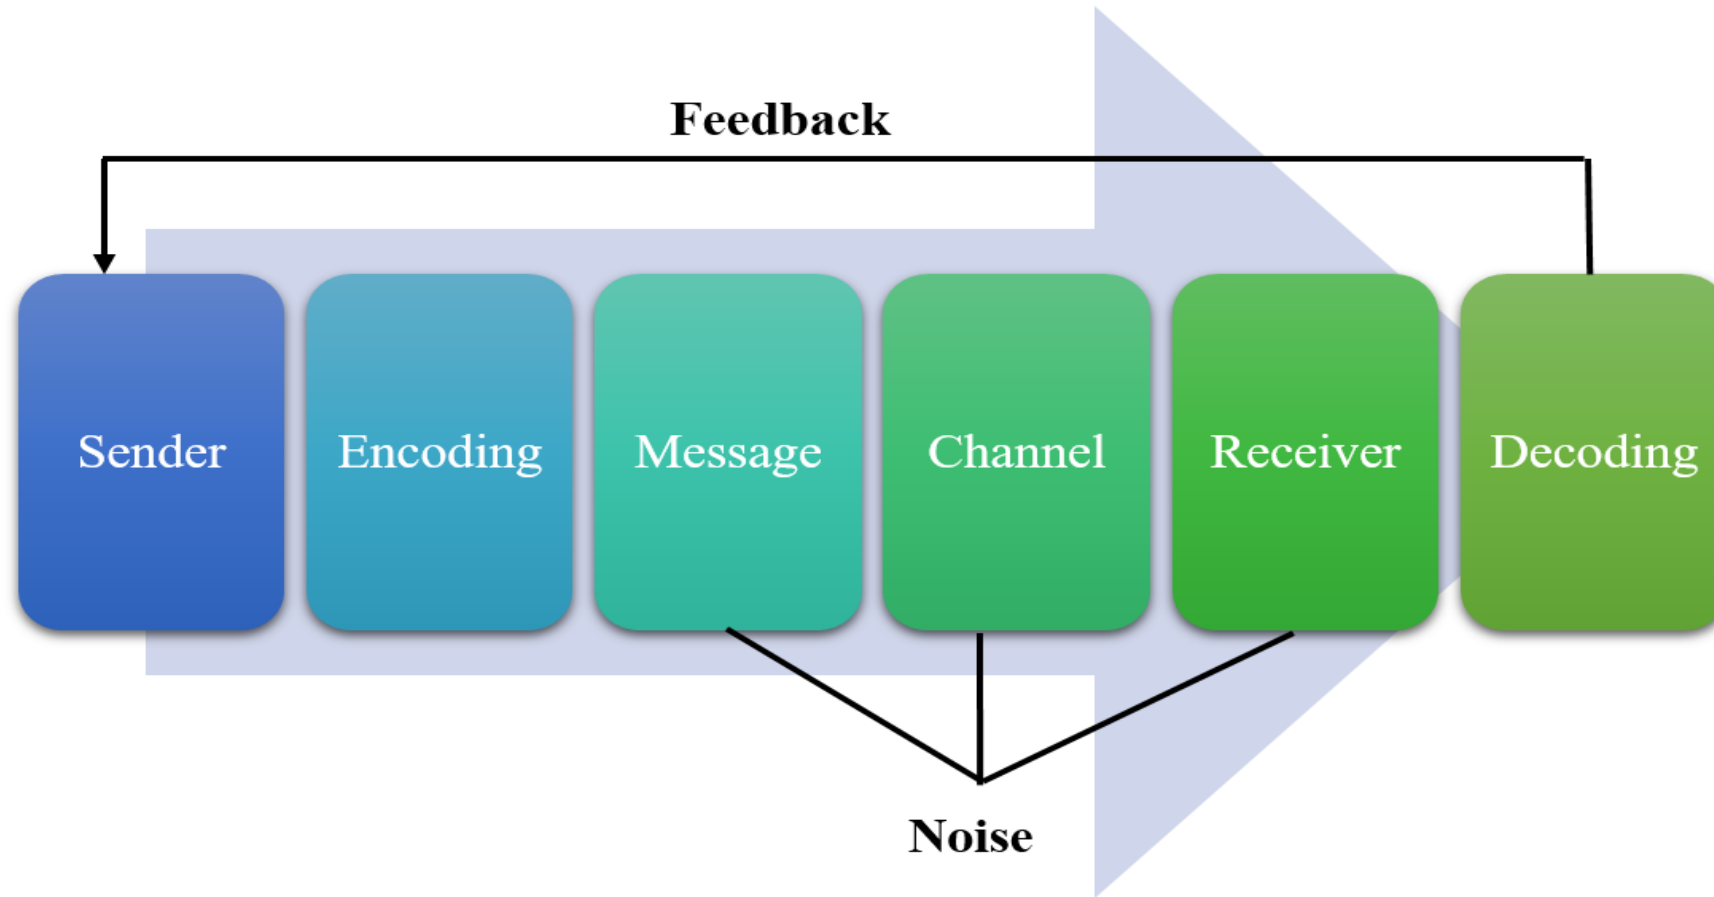 Feedback
Sender
Encoding
Message
Channel
Receiver
Decoding
Noise